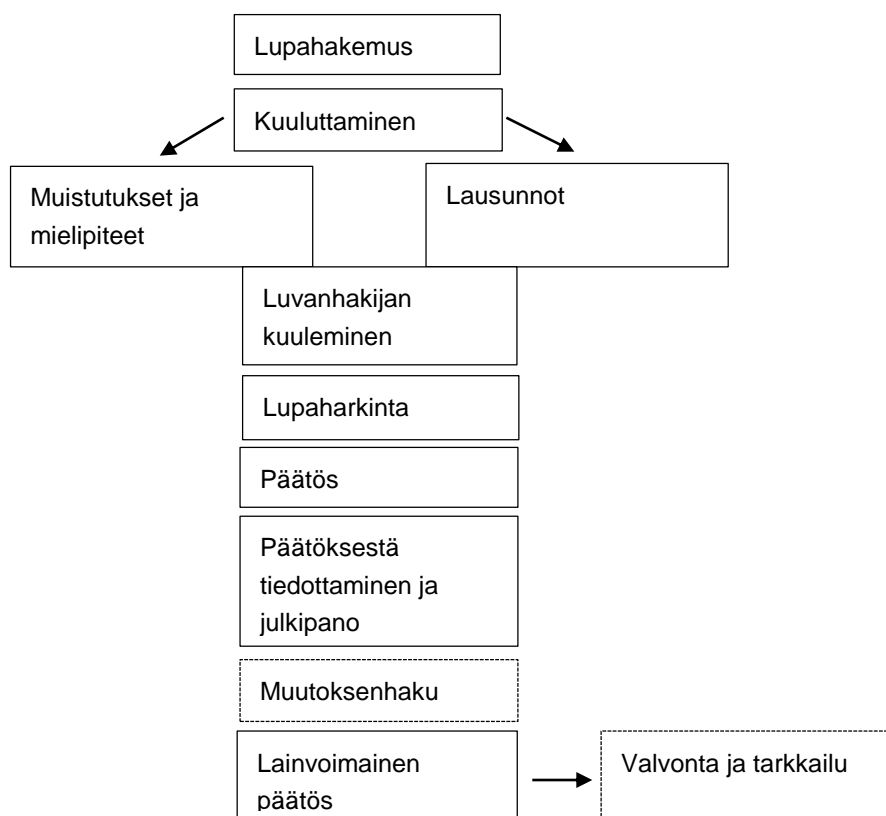 Lupahakemus
Kuuluttaminen
Muistutukset ja
mielipiteet
Lausunnot
Luvanhakijan
kuuleminen
Lupaharkinta
Päätös
Päätöksestä
tiedottaminen ja
julkipano
Muutoksenhaku
Lainvoimainen
päätös
Valvonta ja tarkkailu